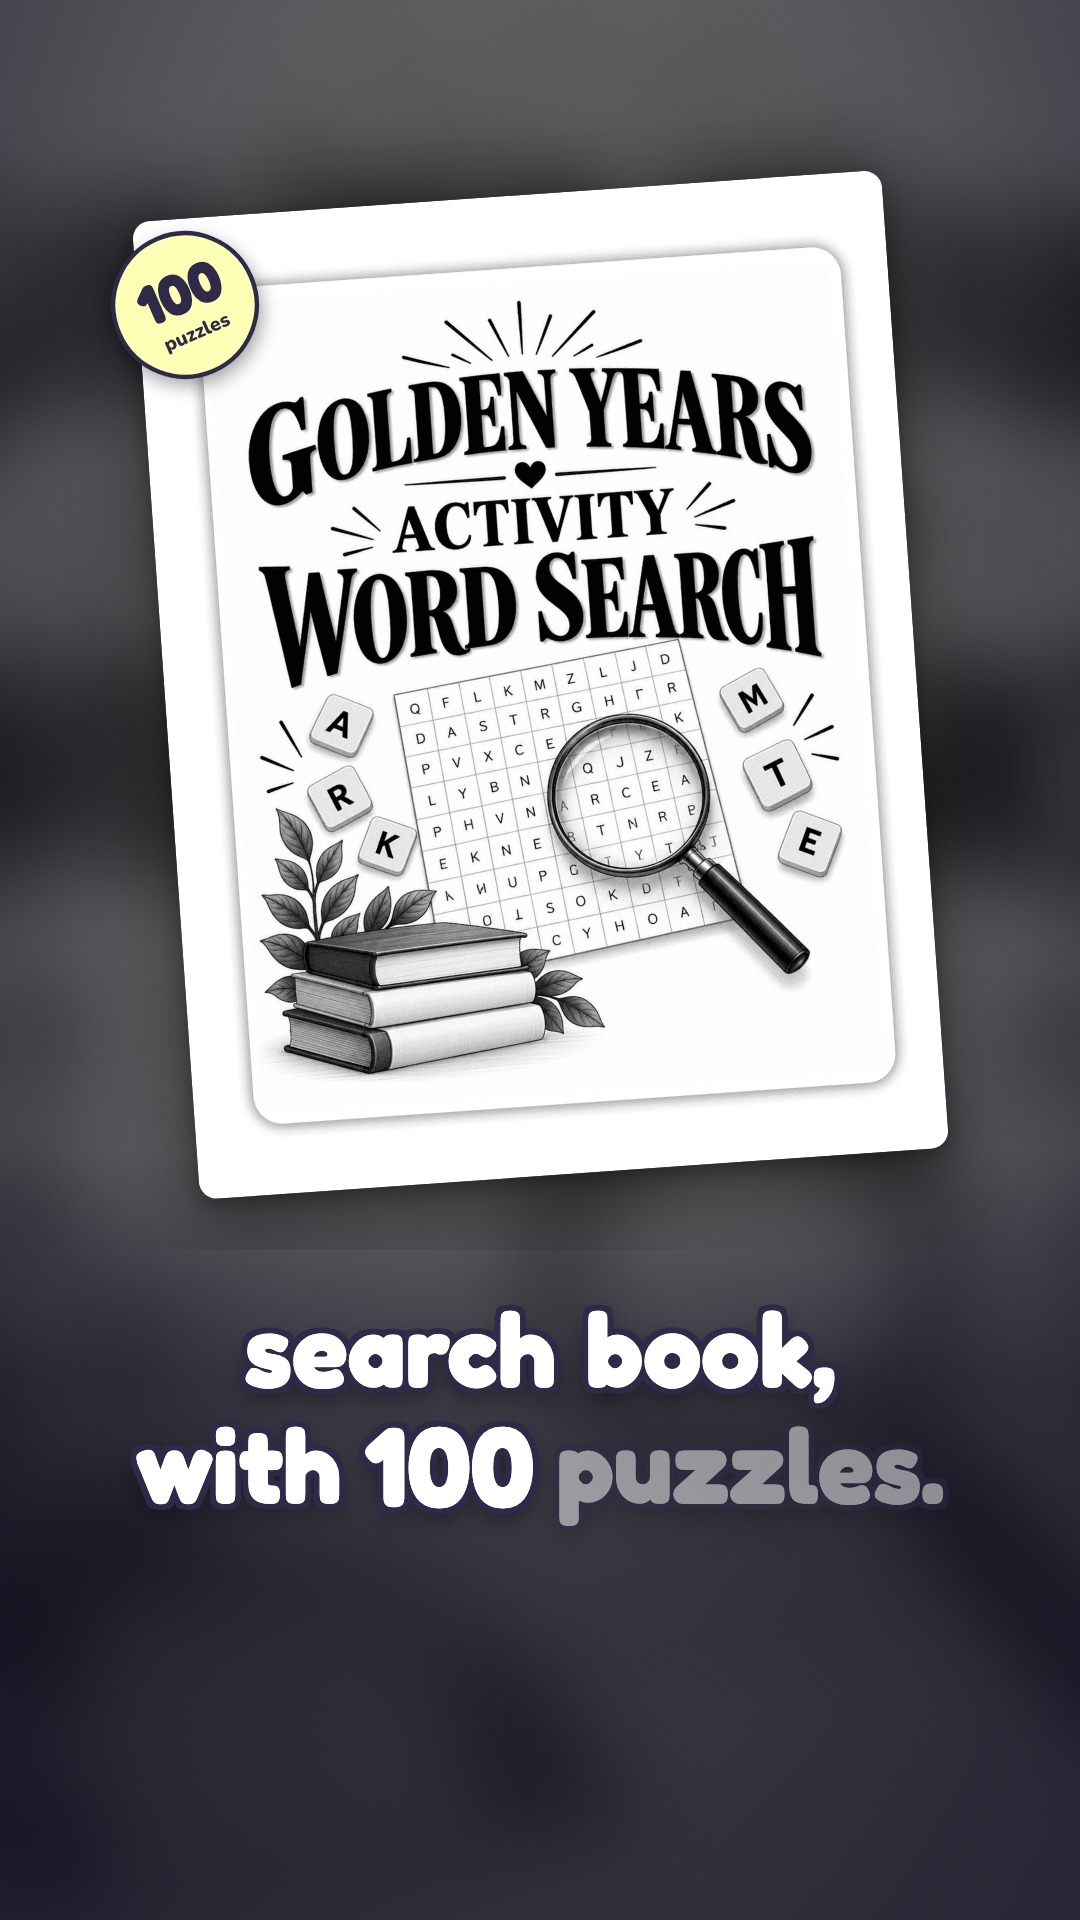 100
puzzles
GOLDEN YEARS
ACTIVITY
WORD SEARCH
Q F L K M Z L J D
D A S T R G H R
P V X C E K
L Y B N Q J Z
P H V N R C E A
E K N E T N R P
U P G Y T
S O K D T
C Y H O A
A
R
K
M
T
E
search book,
with 100 puzzles.